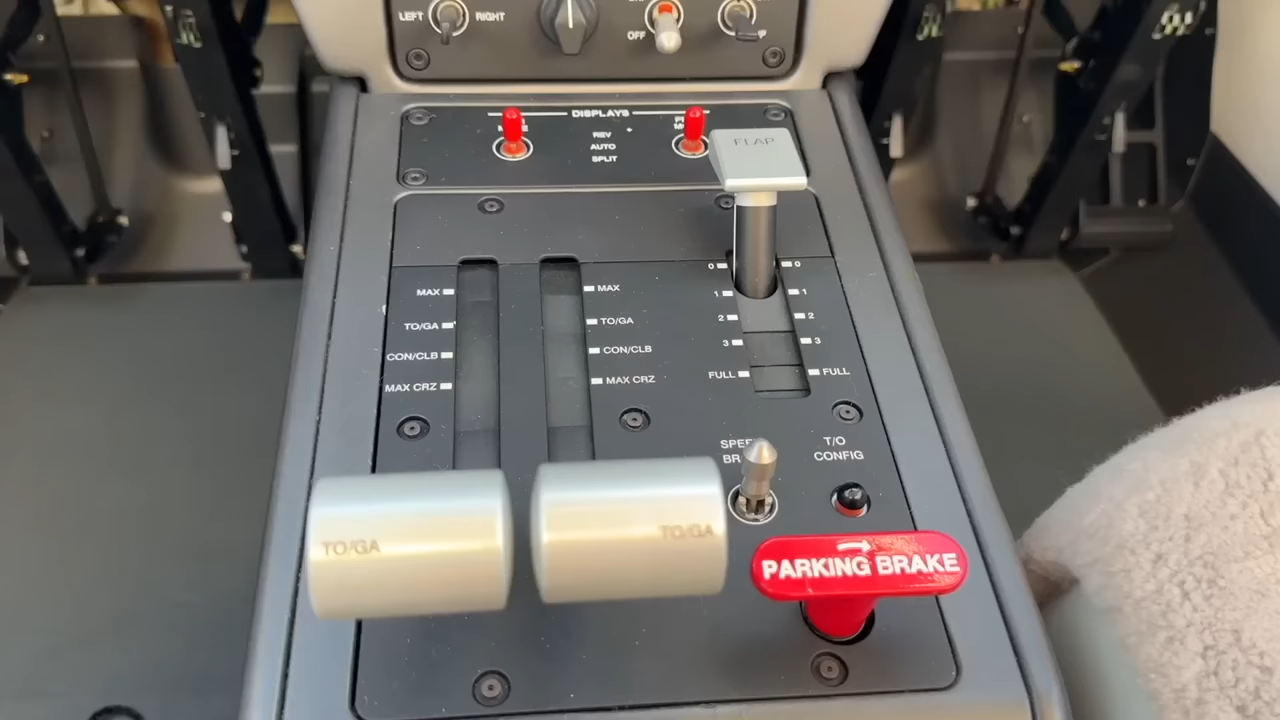 LEFT
RIGHT
OFF
DISPLAYS
REV
AUTO
SPLIT
FLAP
0
0
MAX
MAX
1
1
TO/GA
TO/GA
2
2
CON/CLB
CON/CLB
3
3
MAX CRZ
MAX CRZ
FULL
FULL
T/O
CONFIG
TO/GA
TO/GA
PARKING BRAKE